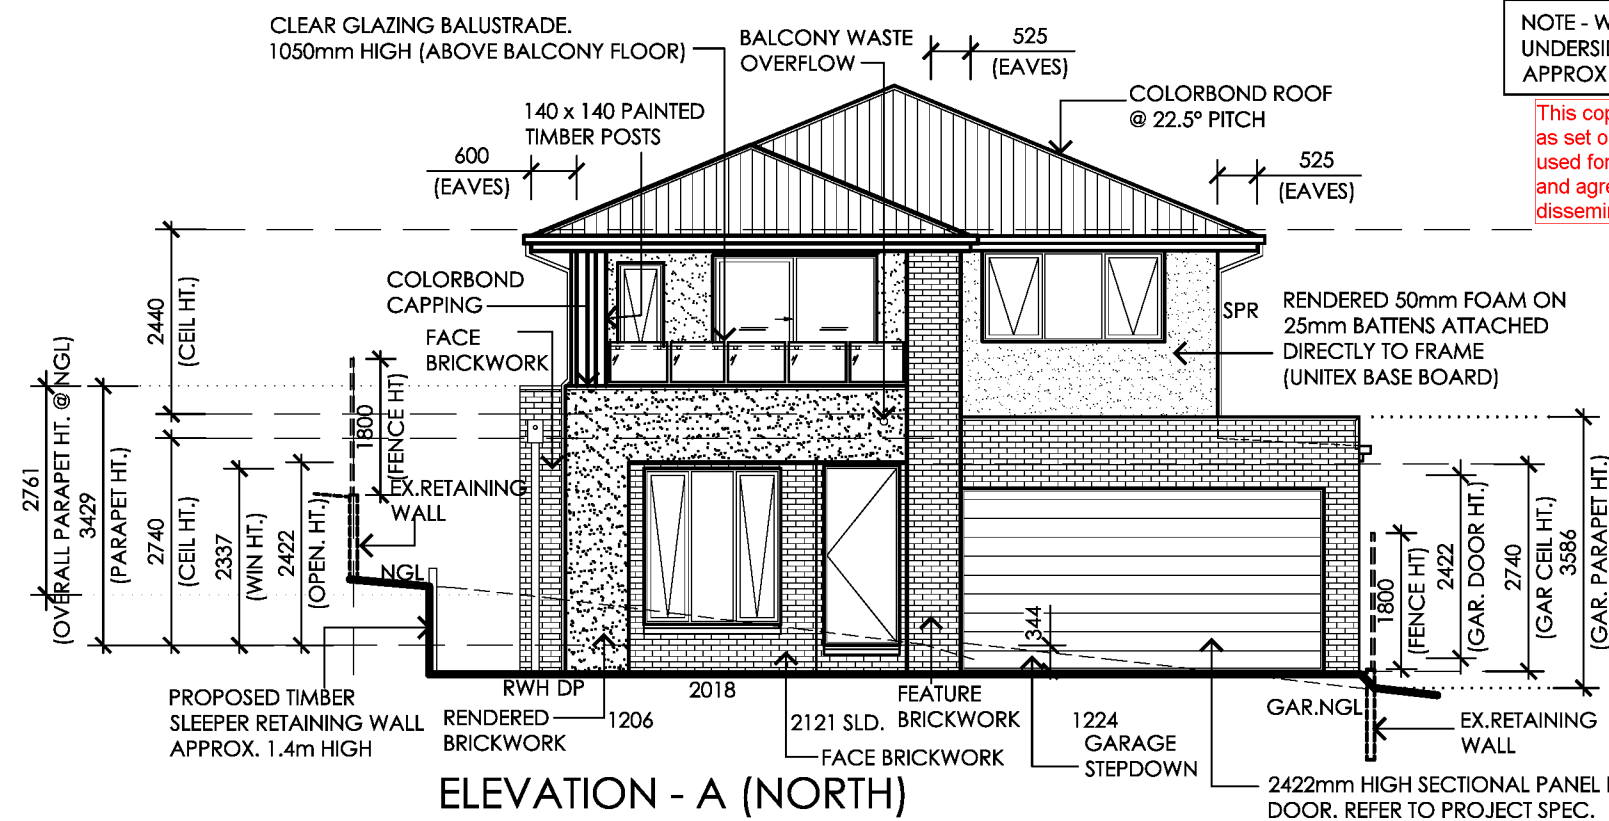 CLEAR GLAZING BALUSTRADE.
1050mm HIGH (ABOVE BALCONY FLOOR)
BALCONY WASTE
OVERFLOW
525
(EAVES)
NOTE - W
UNDERSI
APPROX
This cop
as set o
used for
and agre
dissemi
COLORBOND ROOF
@ 22.5° PITCH
140 x 140 PAINTED
TIMBER POSTS
600
(EAVES)
525
(EAVES)
2440
(CEIL HT.)
COLORBOND
CAPPING
FACE
BRICKWORK
SPR
RENDERED 50mm FOAM ON
25mm BATTENS ATTACHED
DIRECTLY TO FRAME
(UNITEX BASE BOARD)
2761
(OVERALL PARAPET HT. @ NGL)
3429
(PARAPET HT.)
2740
(CEIL HT.)
2337
(WIN HT.)
2422
(OPEN. HT.)
1800
(FENCE HT)
EX.RETAINING
WALL
NGL
344
1800
(FENCE HT)
2422
(GAR. DOOR HT.)
2740
(GAR CEIL HT.)
3586
(GAR. PARAPET HT.)
PROPOSED TIMBER
SLEEPER RETAINING WALL
APPROX. 1.4m HIGH
RWH DP
RENDERED
BRICKWORK
1206
2018
2121 SLD.
FACE BRICKWORK
FEATURE
BRICKWORK
1224
GARAGE
STEPDOWN
GAR.NGL
EX.RETAINING
WALL
2422mm HIGH SECTIONAL PANEL
DOOR. REFER TO PROJECT SPEC.
ELEVATION - A (NORTH)